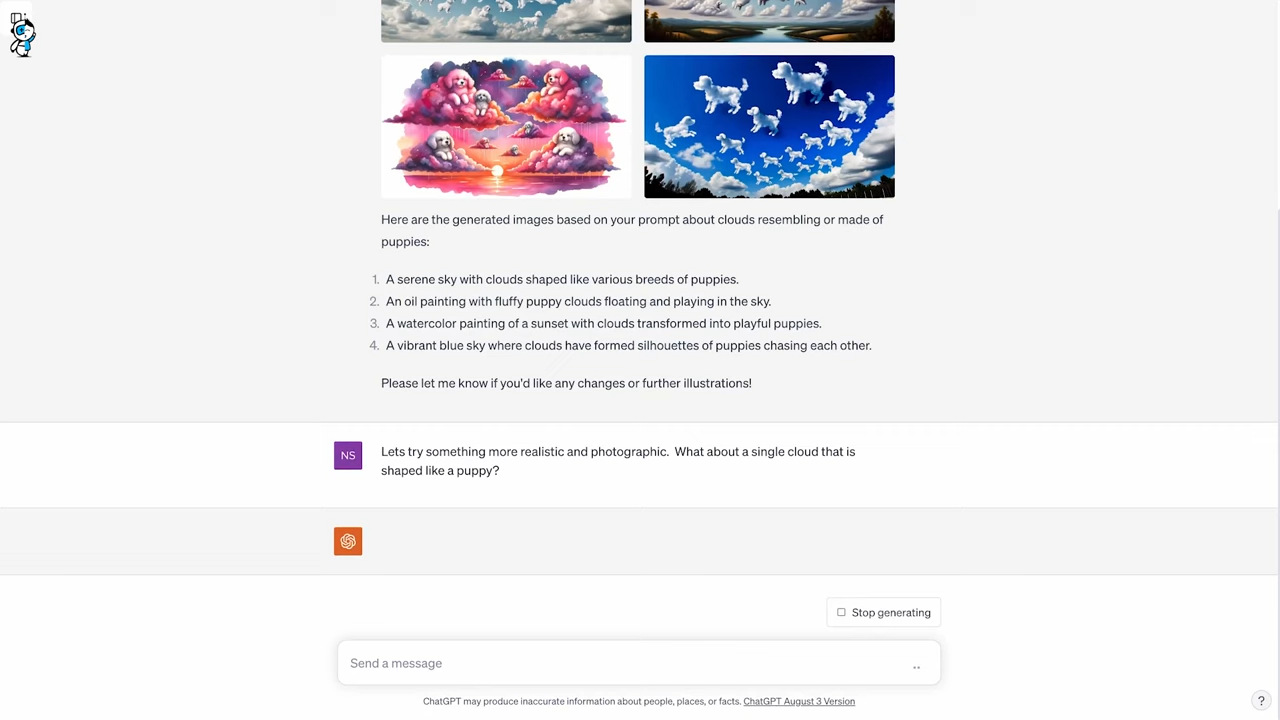 Here are the generated images based on your prompt about clouds resembling or made of
puppies:
1. A serene sky with clouds shaped like various breeds of puppies.
2. An oil painting with fluffy puppy clouds floating and playing in the sky.
3. A watercolor painting of a sunset with clouds transformed into playful puppies.
4. A vibrant blue sky where clouds have formed silhouettes of puppies chasing each other.
Please let me know if you'd like any changes or further illustrations!
NS
Lets try something more realistic and photographic.  What about a single cloud that is
shaped like a puppy?
Stop generating
Send a message
..
ChatGPT may produce inaccurate information about people, places, or facts. ChatGPT August 3 Version
?